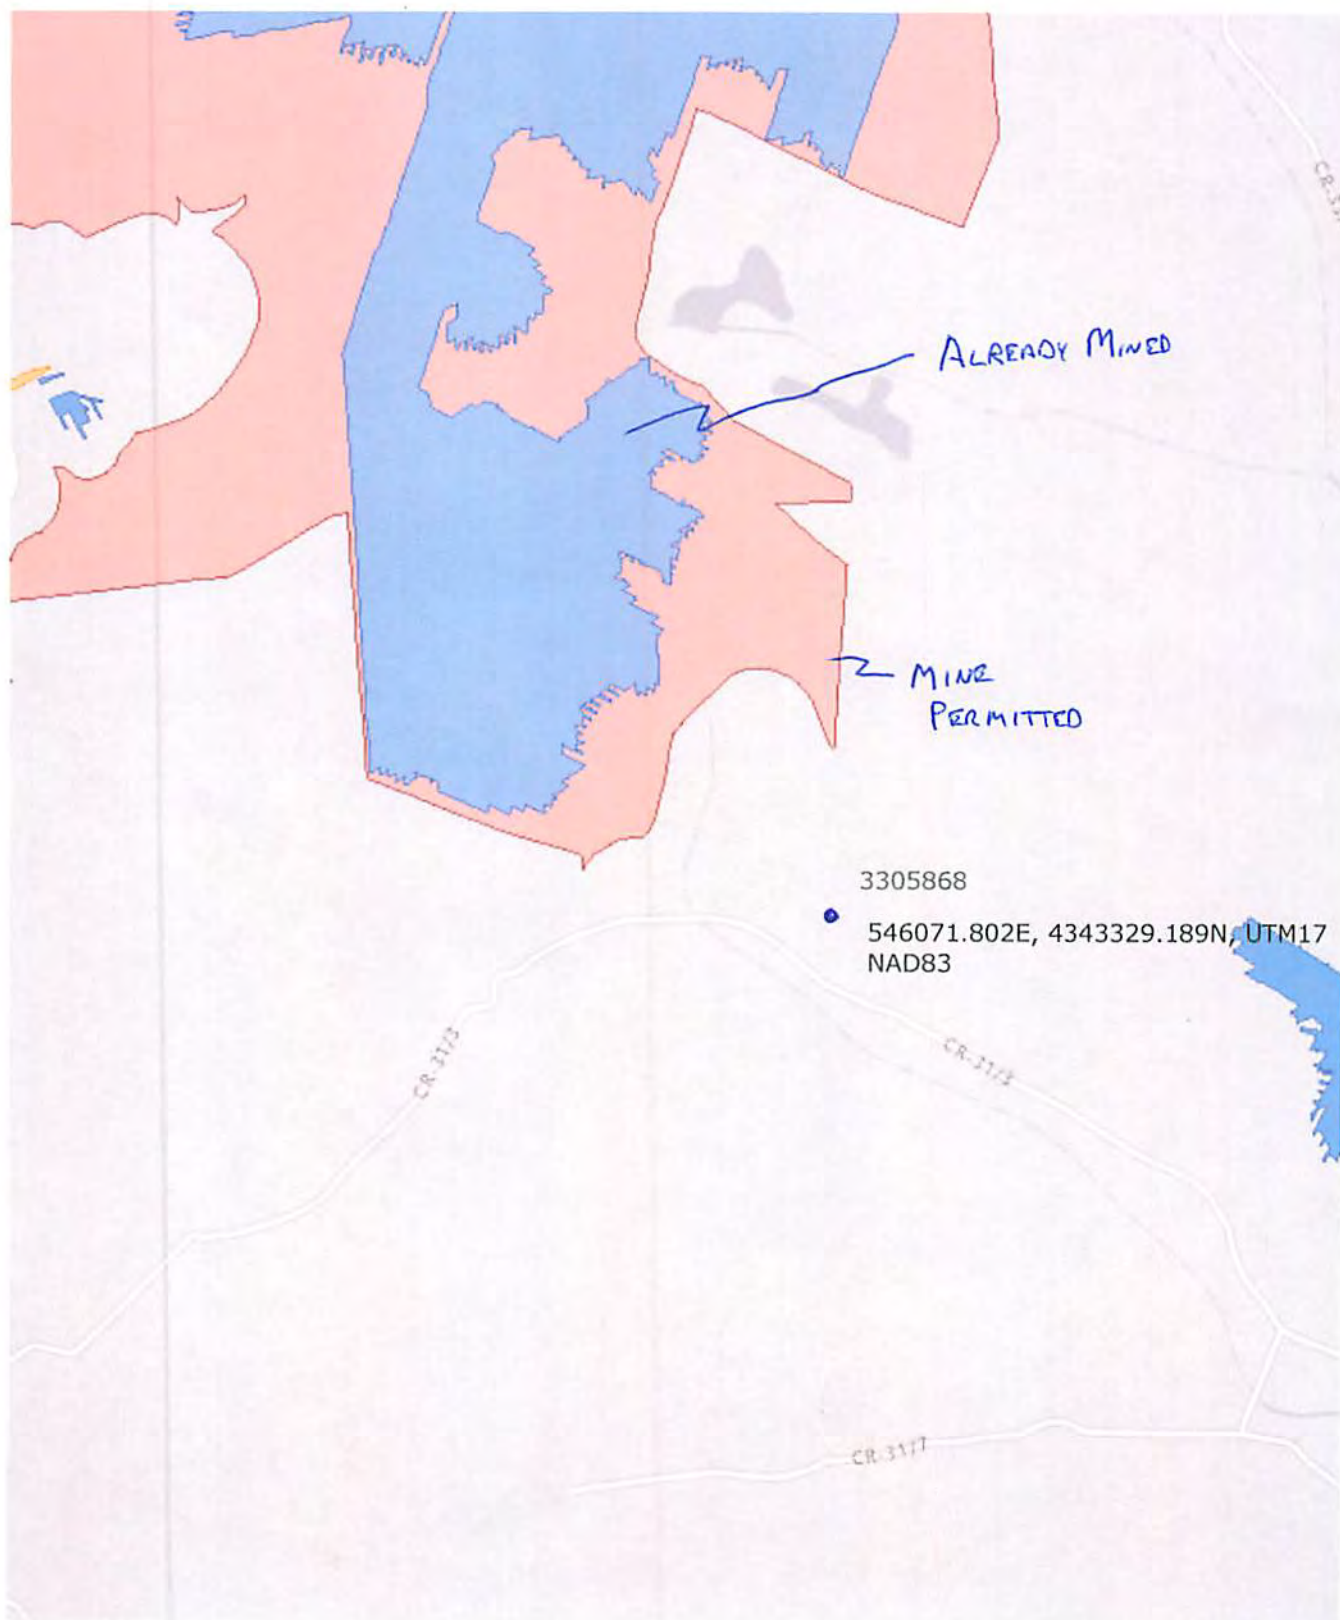 ALREADY MINED
MINE
PERMITTED
3305868
546071.802E, 4343329.189N, UTM17
NAD83
CR-31/3
CR-31/3
CR-31/7